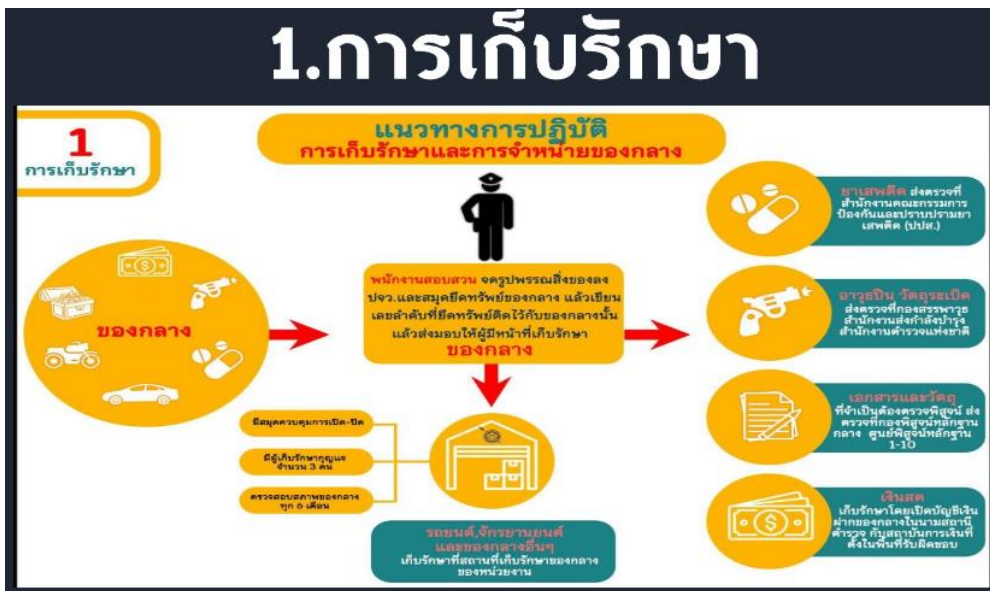 1.การเก็บรักษา
1
การเก็บรักษา
แนวทางการปฏิบัติ
การเก็บรักษาและการจำหน่ายของกลาง
ของกลาง
พนักงานสอบสวน จดรูปพรรณสิ่งของลง
ปจว.และสมุดยึดทรัพย์ของกลาง แล้วเขียน
เลขลำดับที่ยึดทรัพย์ติดไว้กับของกลางนั้น
แล้วส่งมอบให้ผู้มีหน้าที่เก็บรักษา
ของกลาง
มีสมุดควบคุมการเปิด-ปิด
มีผู้เก็บรักษากุญแจ
จำนวน 3 คน
ตรวจสอบสภาพของกลาง
ทุก 6 เดือน
รถยนต์,จักรยานยนต์
และของกลางอื่นๆ
เก็บรักษาที่สถานที่เก็บรักษาของกลาง
ของหน่วยงาน
ยาเสพติด ส่งตรวจที่
สำนักงานคณะกรรมการ
ป้องกันและปราบปรามยา
เสพติด (ปปส.)
อาวุธปืน วัตถุระเบิด
ส่งตรวจที่กองสรรพาวุธ
สำนักงานส่งกำลังบำรุง
สำนักงานตำรวจแห่งชาติ
เอกสารและวัตถุ
ที่จำเป็นต้องตรวจพิสูจน์ ส่ง
ตรวจที่กองพิสูจน์หลักฐาน
กลาง ศูนย์พิสูจน์หลักฐาน
1-10
เงินสด
เก็บรักษาโดยเปิดบัญชีเงิน
ฝากของกลางในนามสถานี
ตำรวจ กับสถาบันการเงินที่
ตั้งในพื้นที่รับผิดชอบ